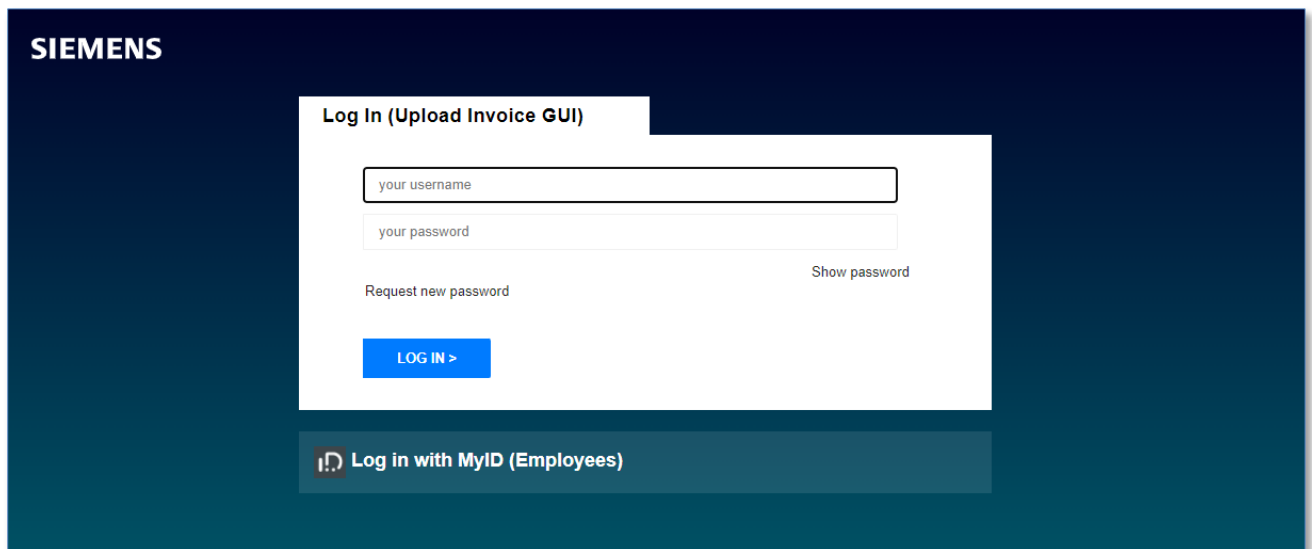 SIEMENS
Log In (Upload Invoice GUI)
your username
your password
Show password
Request new password
LOG IN >
Log in with MyID (Employees)